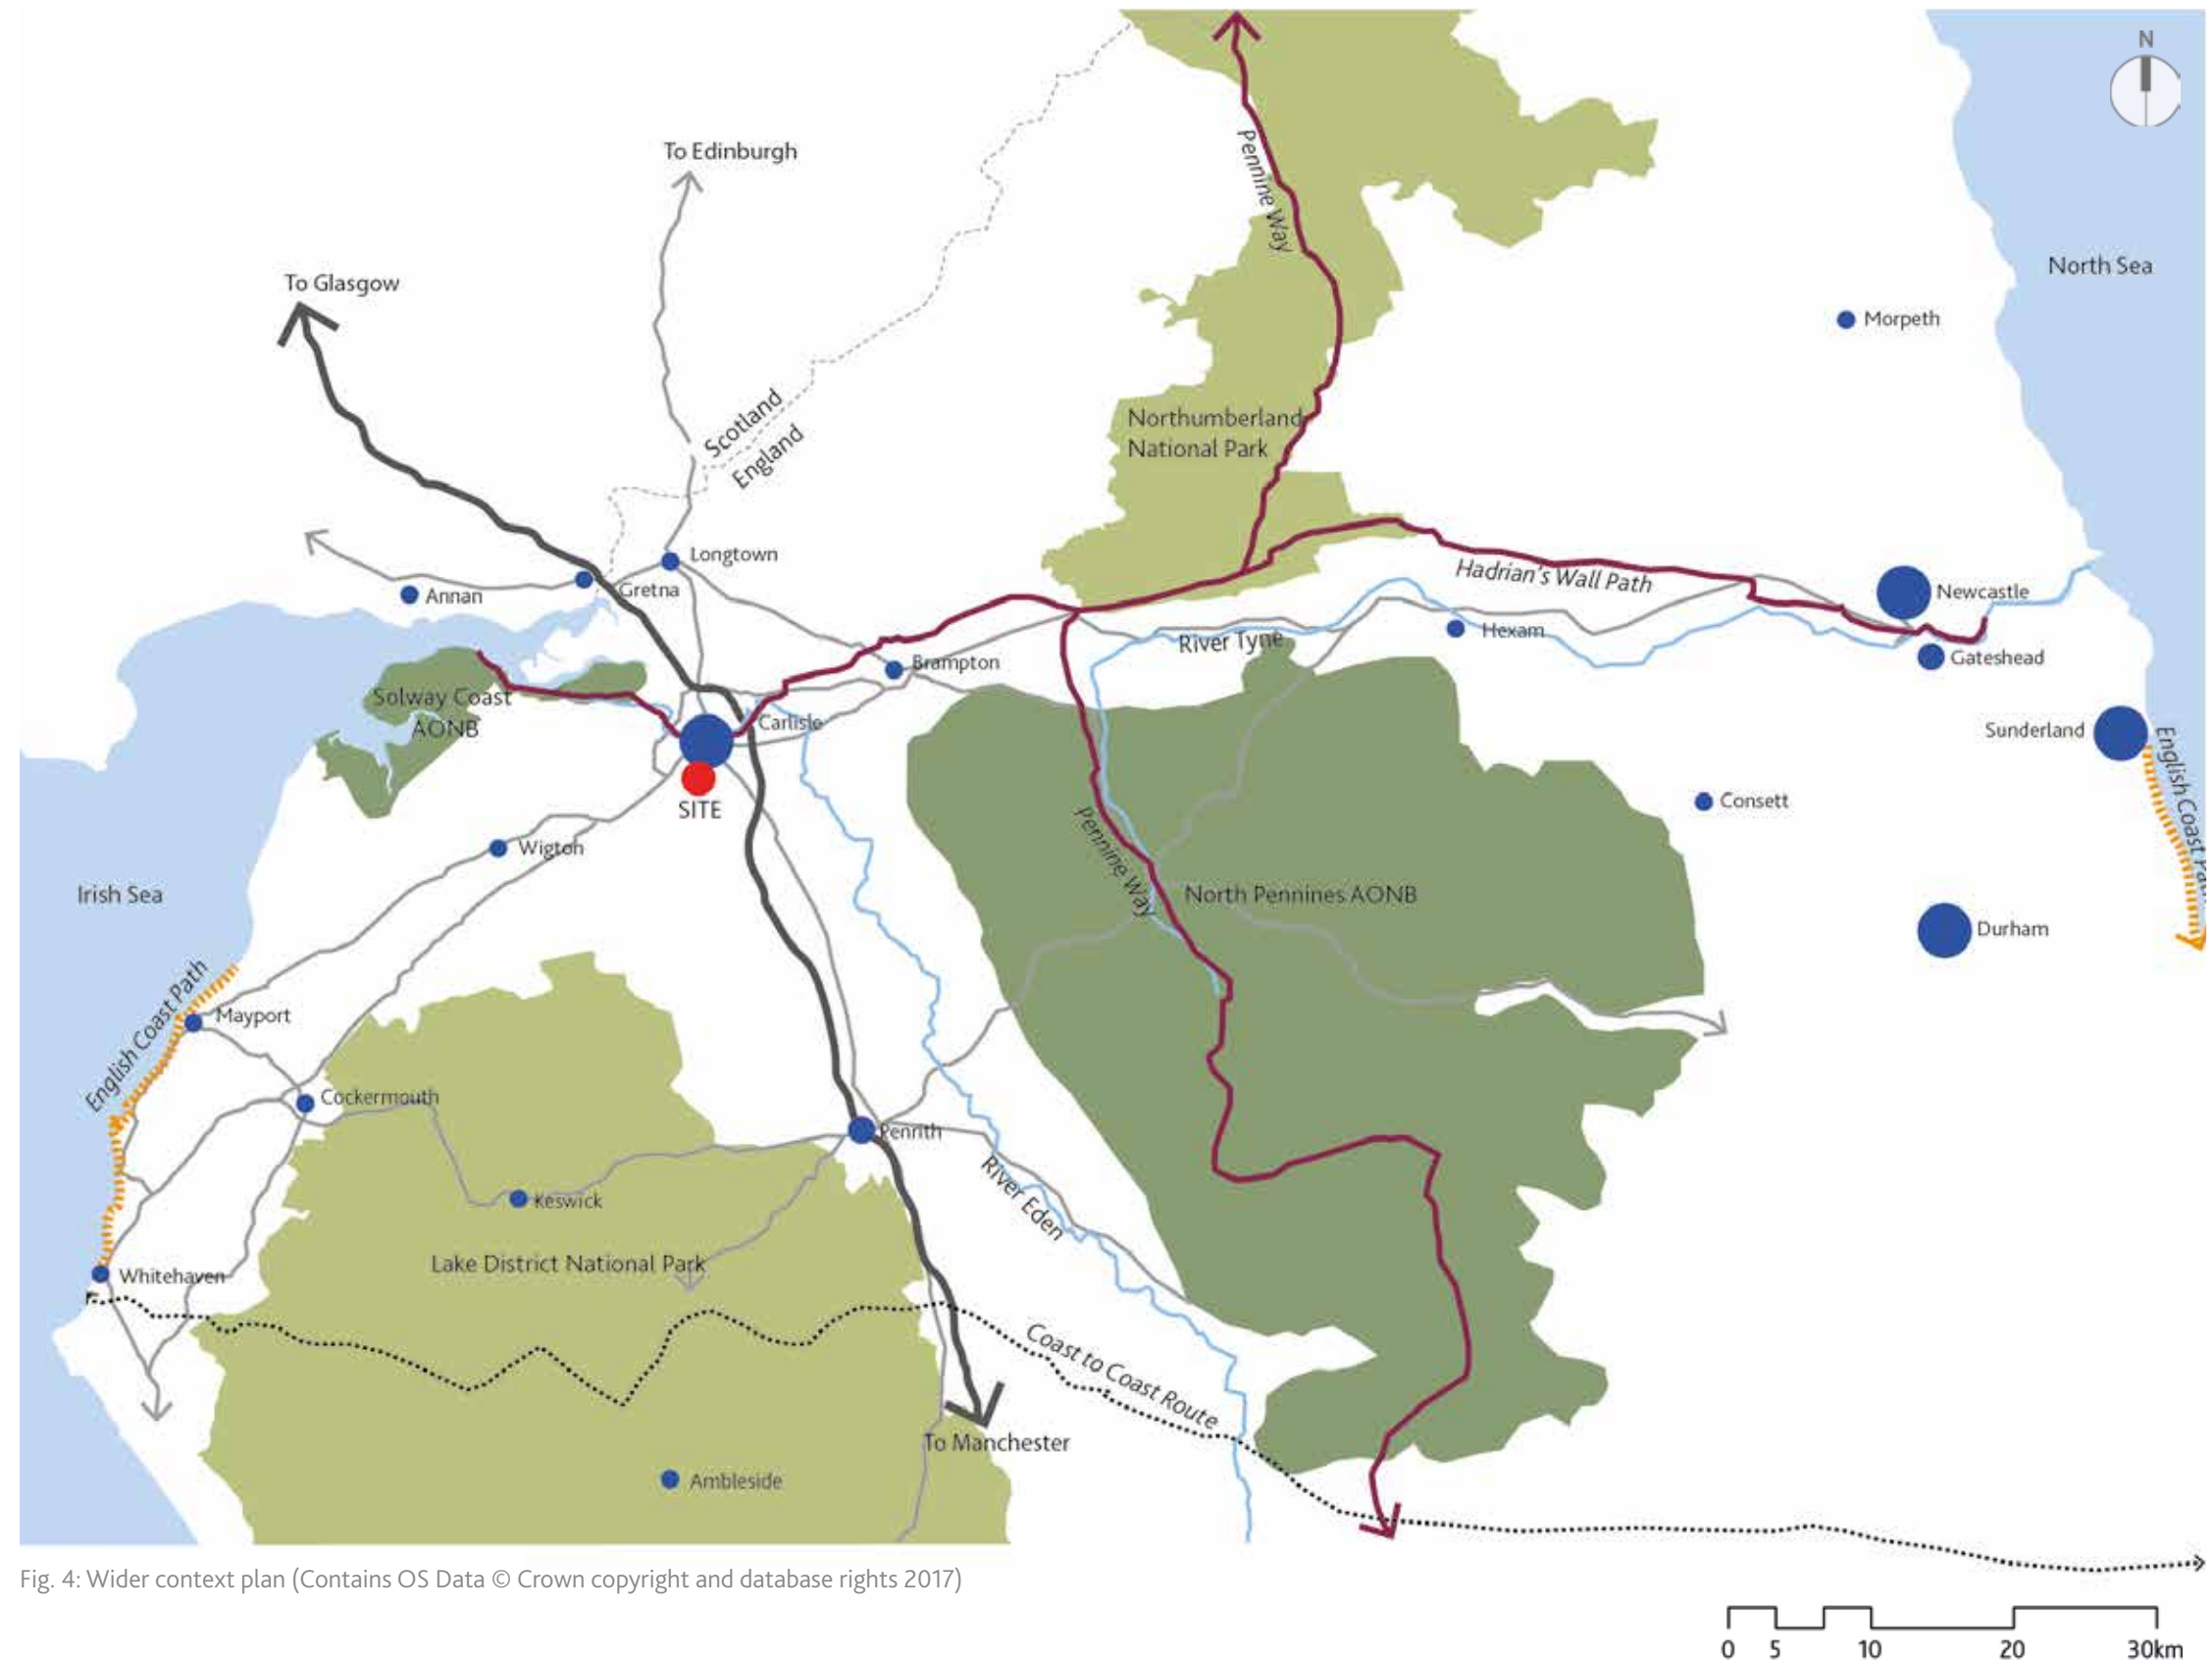 N
To Edinburgh
Pennine Way
North Sea
To Glasgow
Morpeth
Scotland
England
Northumberland
National Park
Longtown
Gretna
Annan
Hadrian's Wall Path
Newcastle
Hexam
River Tyne
Gateshead
Brampton
Solway Coast
AONB
Carlisle
Sunderland
English Coast
SITE
Consett
Pennine Way
Wigton
Irish Sea
North Pennines AONB
Durham
English Coast Path
Mayport
Cockermouth
Penrith
River Eden
Keswick
Lake District National Park
Whitehaven
Coast to Coast Route
To Manchester
Ambleside
Fig. 4: Wider context plan (Contains OS Data © Crown copyright and database rights 2017)
0 5 10 20 30km